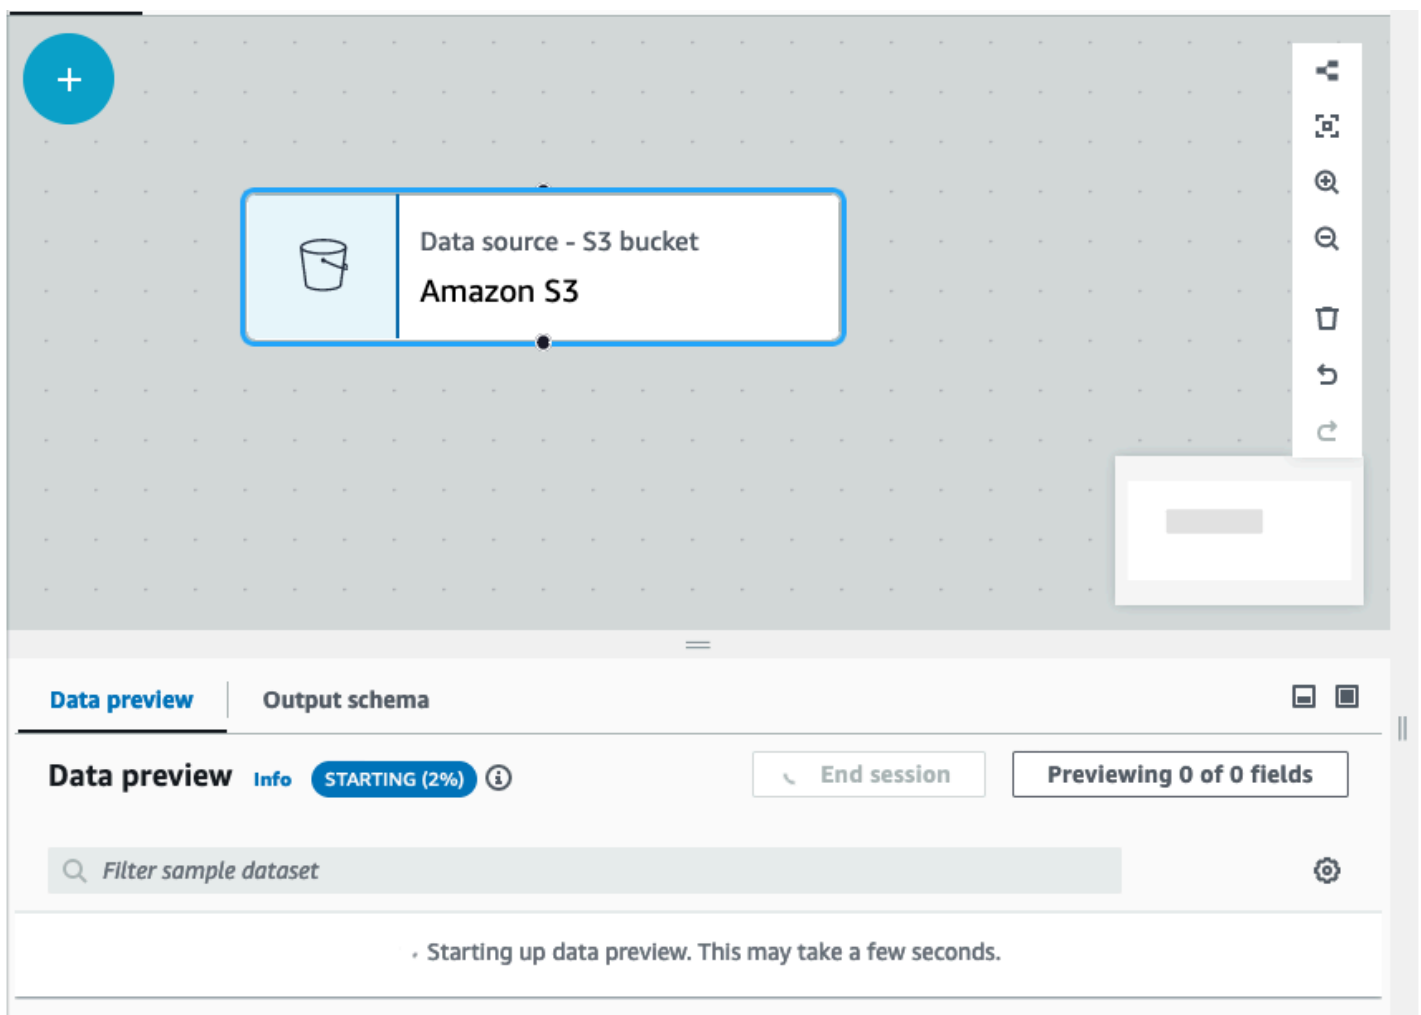 +
Data source - S3 bucket
Amazon S3
Data preview
Output schema
Data preview Info STARTING (2%) End session Previewing 0 of 0 fields
Filter sample dataset
Starting up data preview. This may take a few seconds.